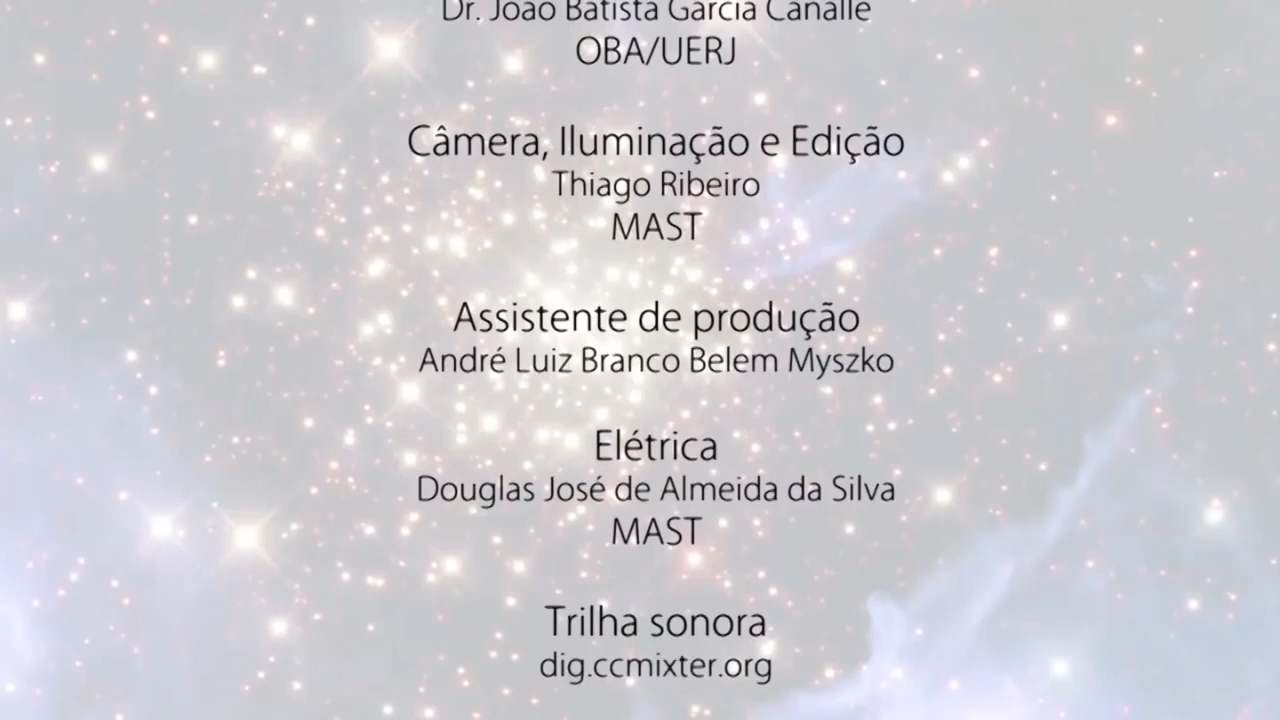 Dr. João Batista Garcia Canalle
OBA/UERJ
Câmera, Iluminação e Edição
Thiago Ribeiro
MAST
Assistente de produção
André Luiz Branco Belem Myszko
Elétrica
Douglas José de Almeida da Silva
MAST
Trilha sonora
dig.ccmixter.org